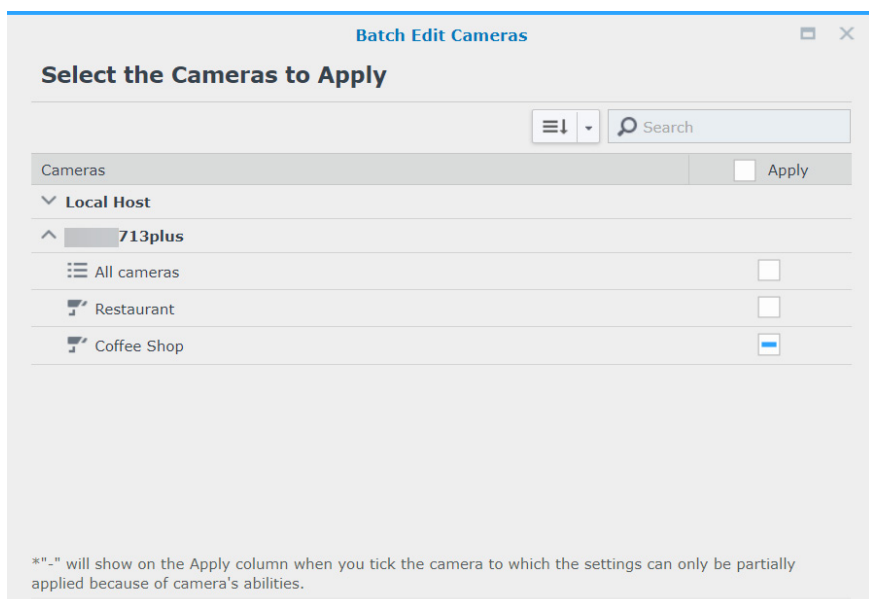 Batch Edit Cameras
Select the Cameras to Apply
Search
Cameras Apply
Local Host
713plus
All cameras
Restaurant
Coffee Shop
*"-" will show on the Apply column when you tick the camera to which the settings can only be partially
applied because of camera's abilities.